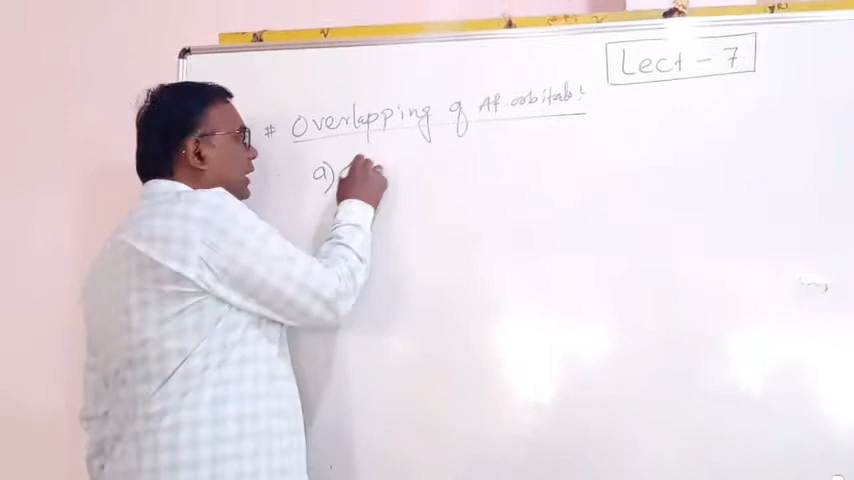 Lect - 7
# Overlapping of At. orbitals :
a)